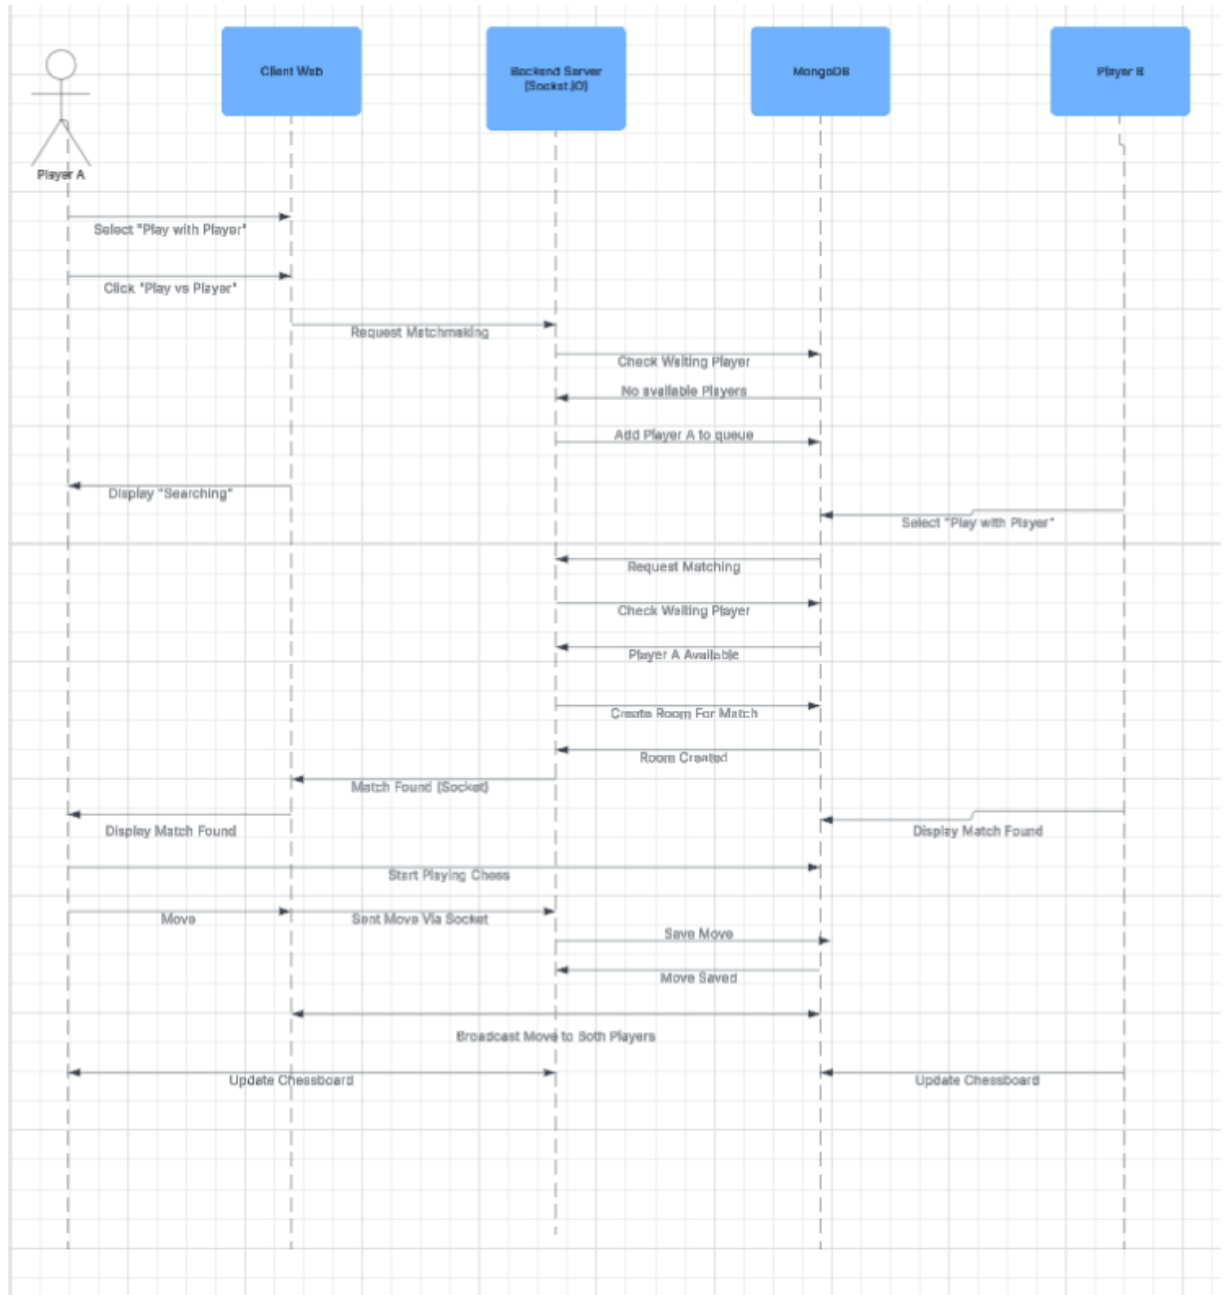 Client Web
Backend Server
(Socket.IO)
MongoDB
Player B
Player A
Select "Play with Player"
Click "Play vs Player"
Request Matchmaking
Check Waiting Player
No available Players
Add Player A to queue
Display "Searching"
Select "Play with Player"
Request Matching
Check Waiting Player
Player A Available
Create Room For Match
Room Created
Match Found (Socket)
Display Match Found
Display Match Found
Start Playing Chess
Move
Sent Move Via Socket
Save Move
Move Saved
Broadcast Move to Both Players
Update Chessboard
Update Chessboard